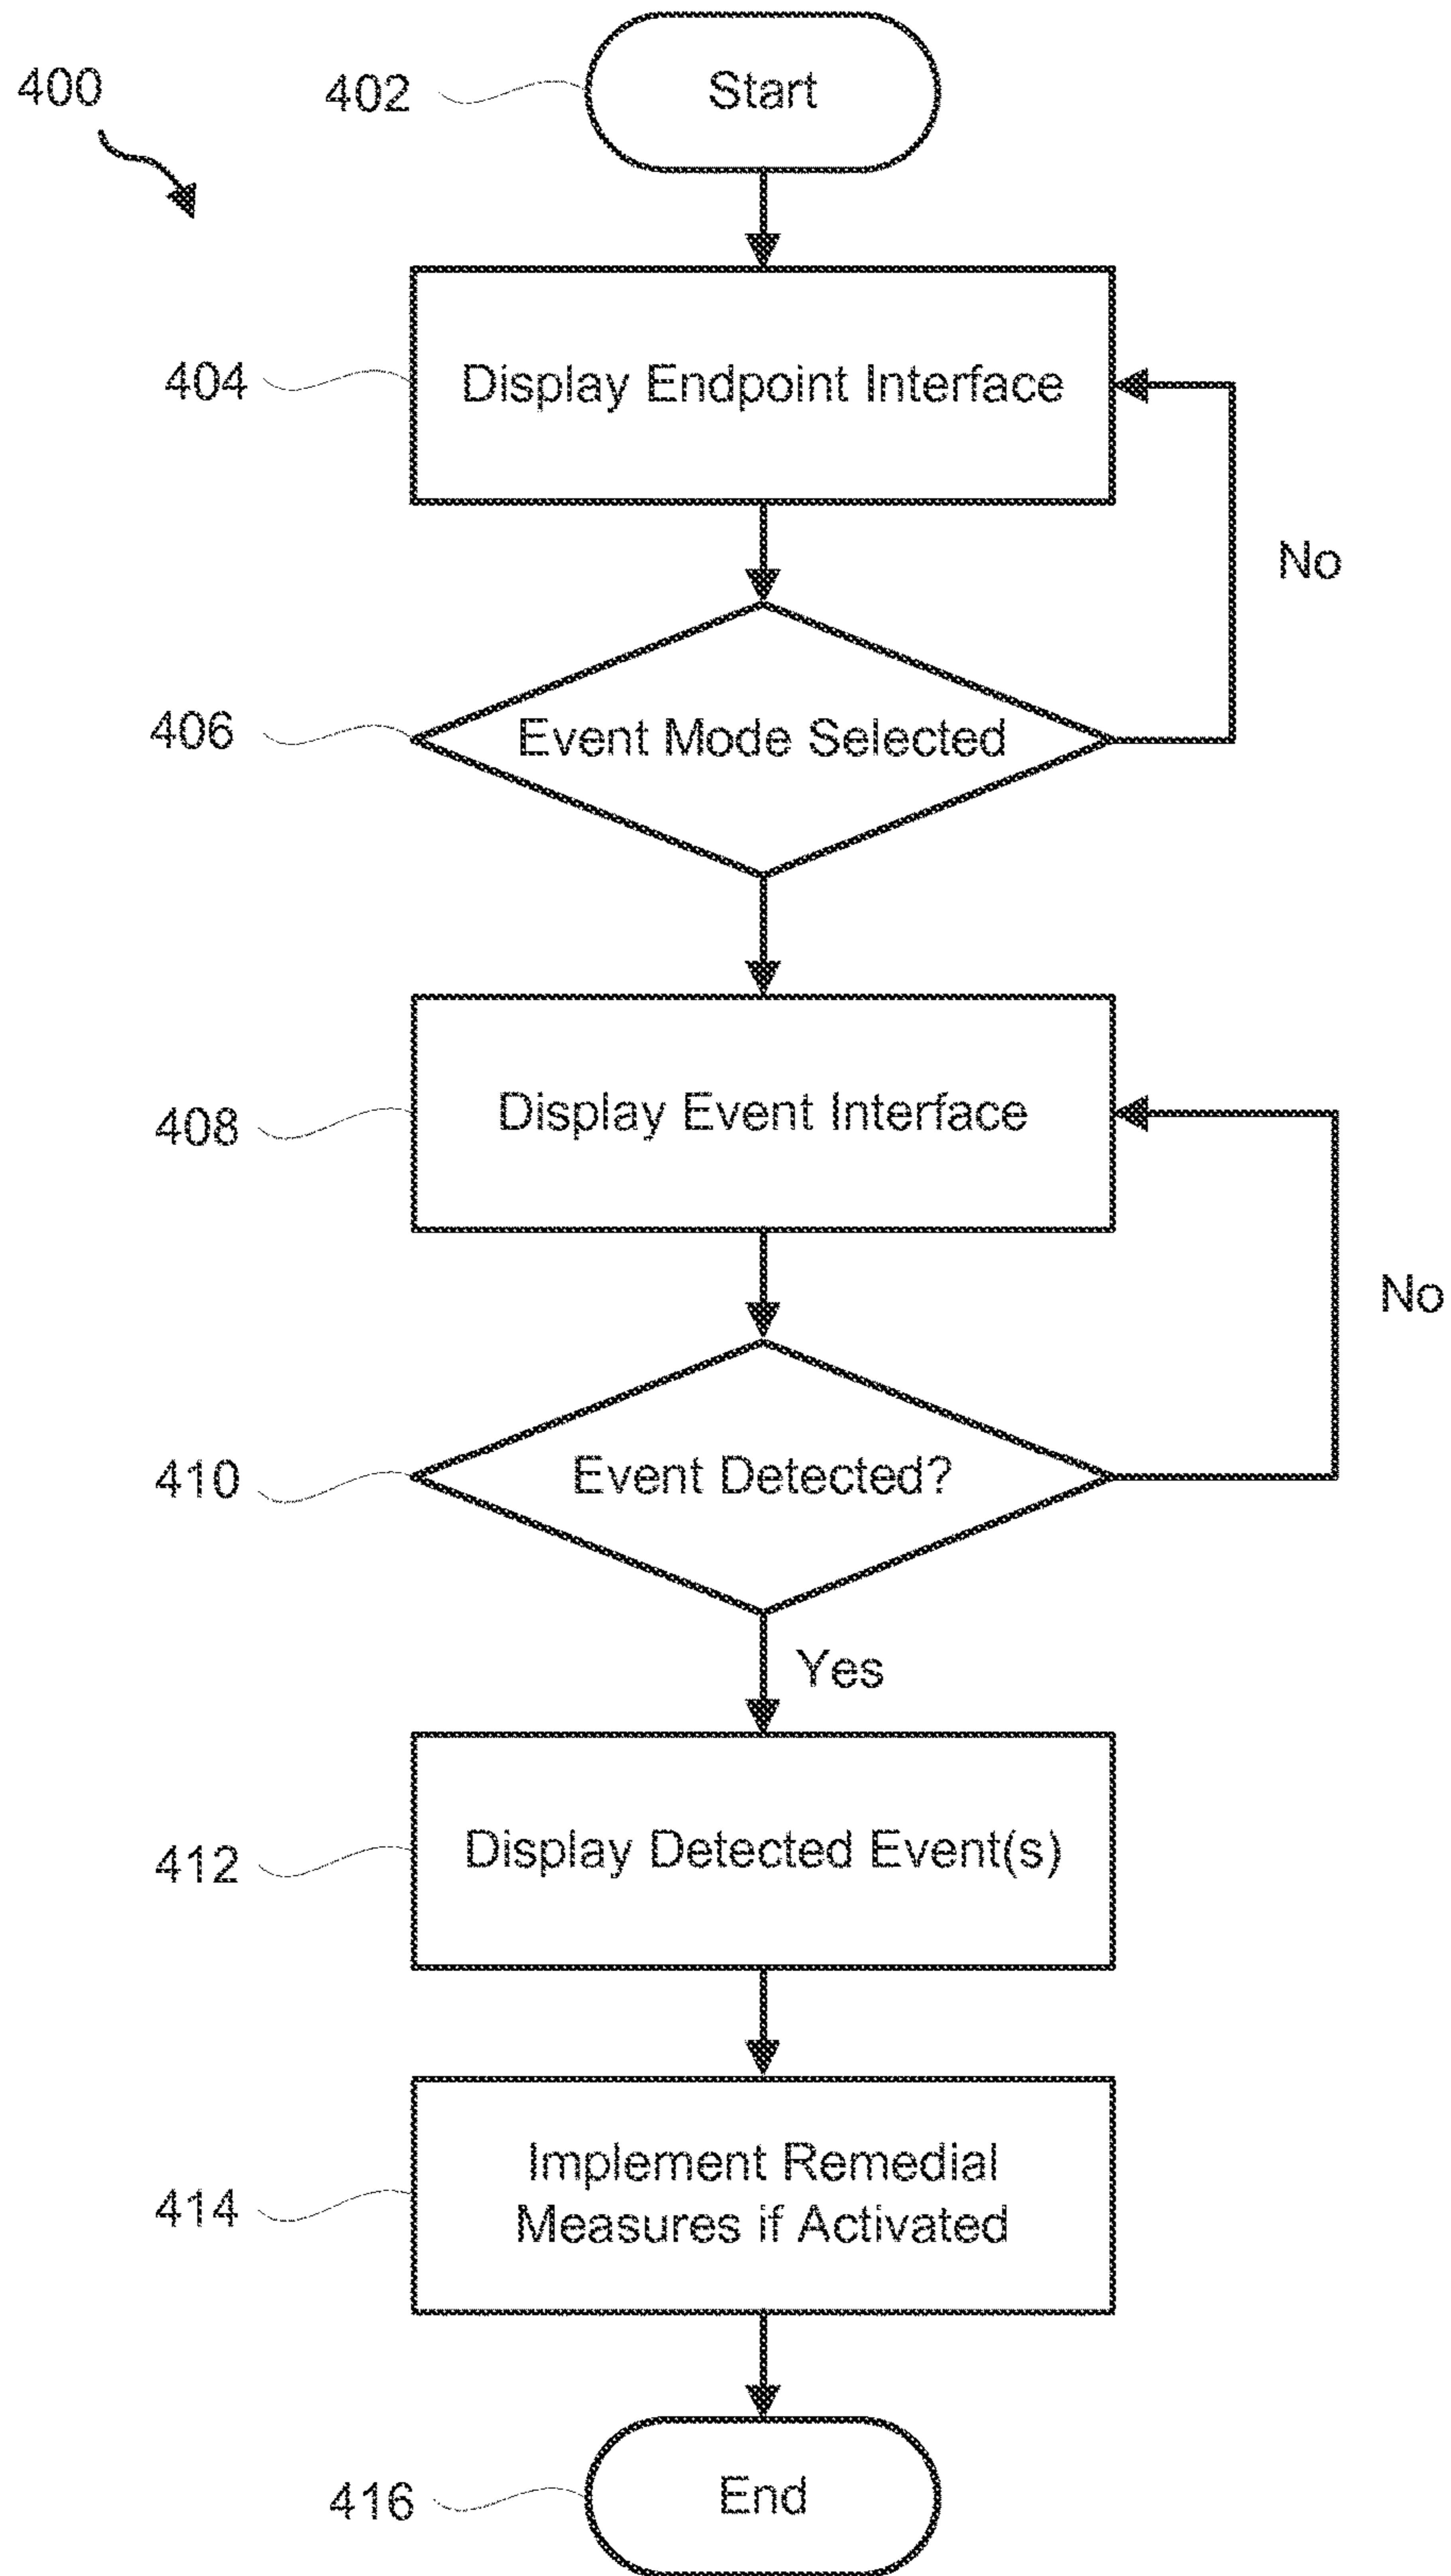 400
402
Start
404
Display Endpoint Interface
No
406
Event Mode Selected
408
Display Event Interface
No
410
Event Detected?
Yes
412
Display Detected Event(s)
414
Implement Remedial
Measures if Activated
416
End